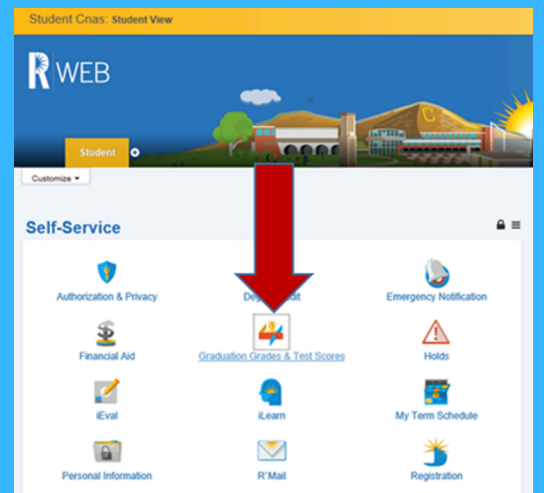 Student Cnas: Student View
R WEB
Student
Customize
Self-Service
Authorization & Privacy
Emergency Notification
Financial Aid
Graduation Grades & Test Scores
Holds
iEval
iLearn
My Term Schedule
Personal Information
R'Mail
Registration